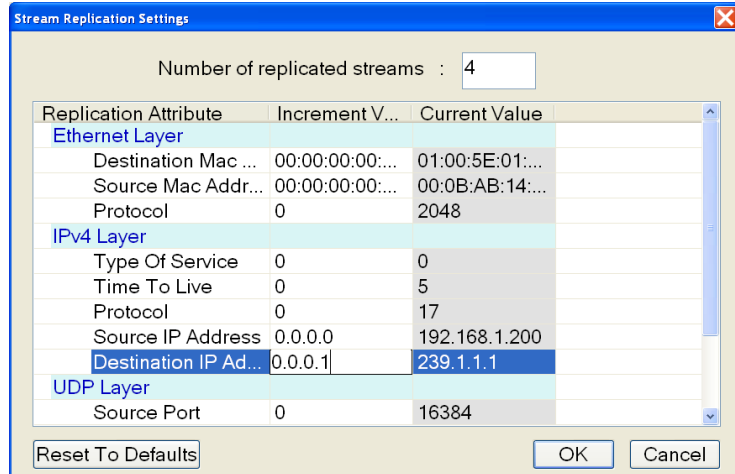 Stream Replication Settings
Number of replicated streams : 4
Replication Attribute Increment V... Current Value
Ethernet Layer
Destination Mac ... 00:00:00:00:... 01:00:5E:01:...
Source Mac Addr... 00:00:00:00:... 00:0B:AB:14:...
Protocol 0 2048
IPv4 Layer
Type Of Service 0 0
Time To Live 0 5
Protocol 0 17
Source IP Address 0.0.0.0 192.168.1.200
Destination IP Ad... 0.0.0.1 239.1.1.1
UDP Layer
Source Port 0 16384
Reset To Defaults OK Cancel